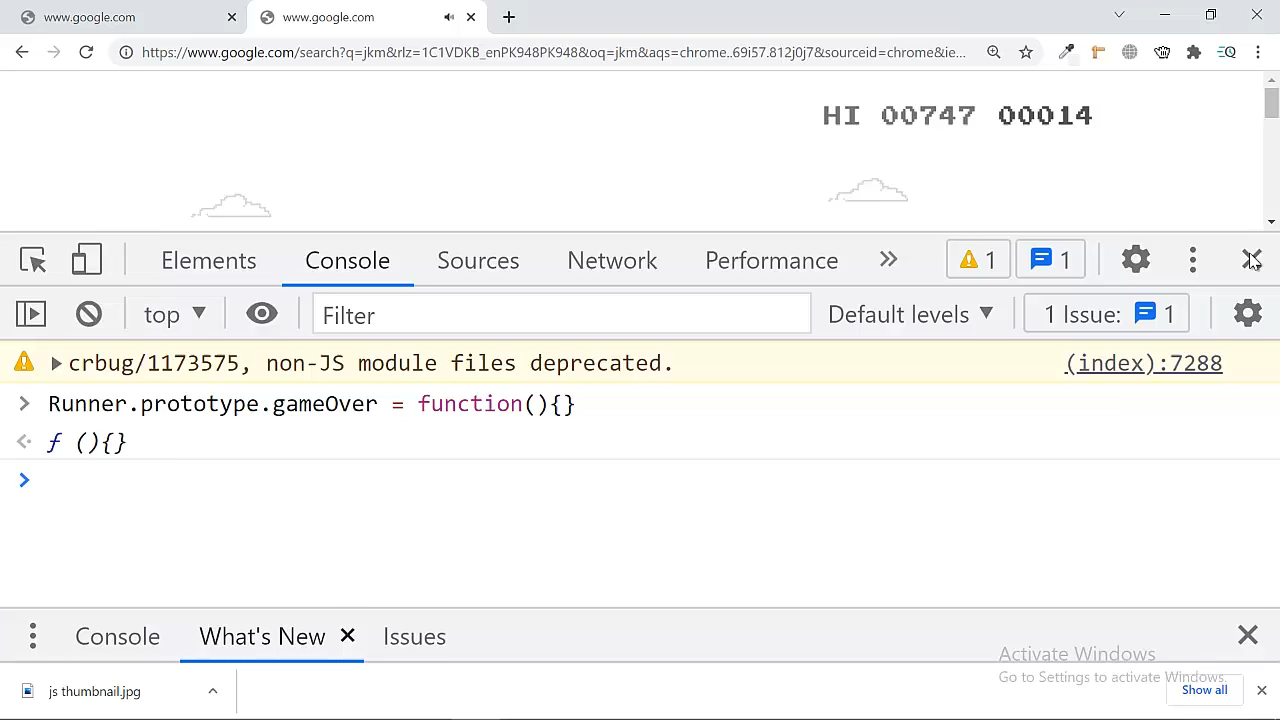 www.google.com
www.google.com
https://www.google.com/search?q=jkm&rlz=1C1VDKB_enPK948PK948&oq=jkm&aqs=chrome..69i57.812j0j7&sourceid=chrome&ie...
HI 00747 00014
Elements Console Sources Network Performance 1 1
top Filter Default levels 1 Issue: 1
crbug/1173575, non-JS module files deprecated. (index):7288
Runner.prototype.gameOver = function(){}
ƒ (){}
Console What's New Issues
Activate Windows
Go to Settings to activate Windows.
js thumbnail.jpg Show all